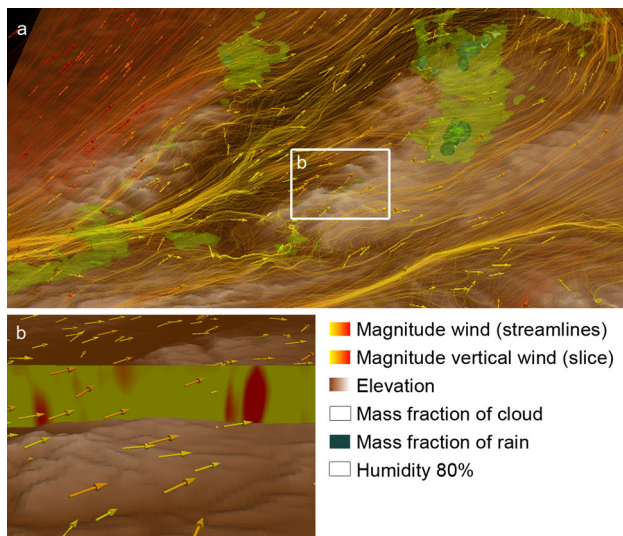 a
b
b
Magnitude wind (streamlines)
Magnitude vertical wind (slice)
Elevation
Mass fraction of cloud
Mass fraction of rain
Humidity 80%